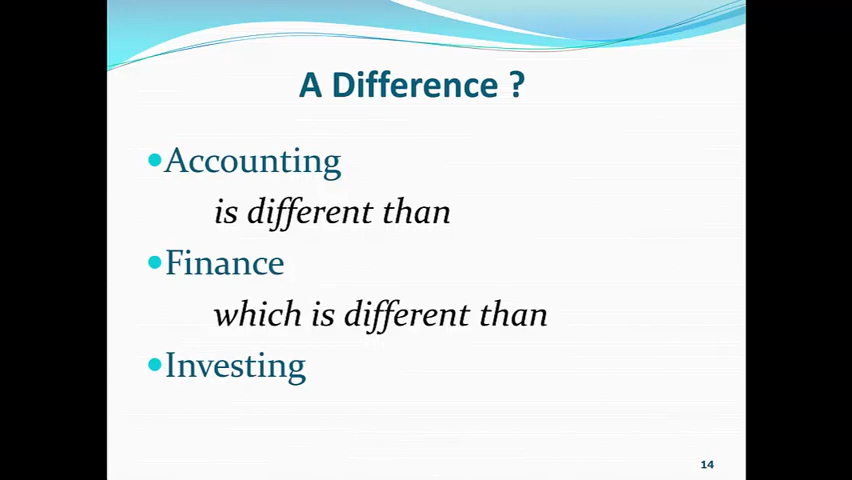 A Difference ?
•Accounting
is different than
•Finance
which is different than
•Investing
14